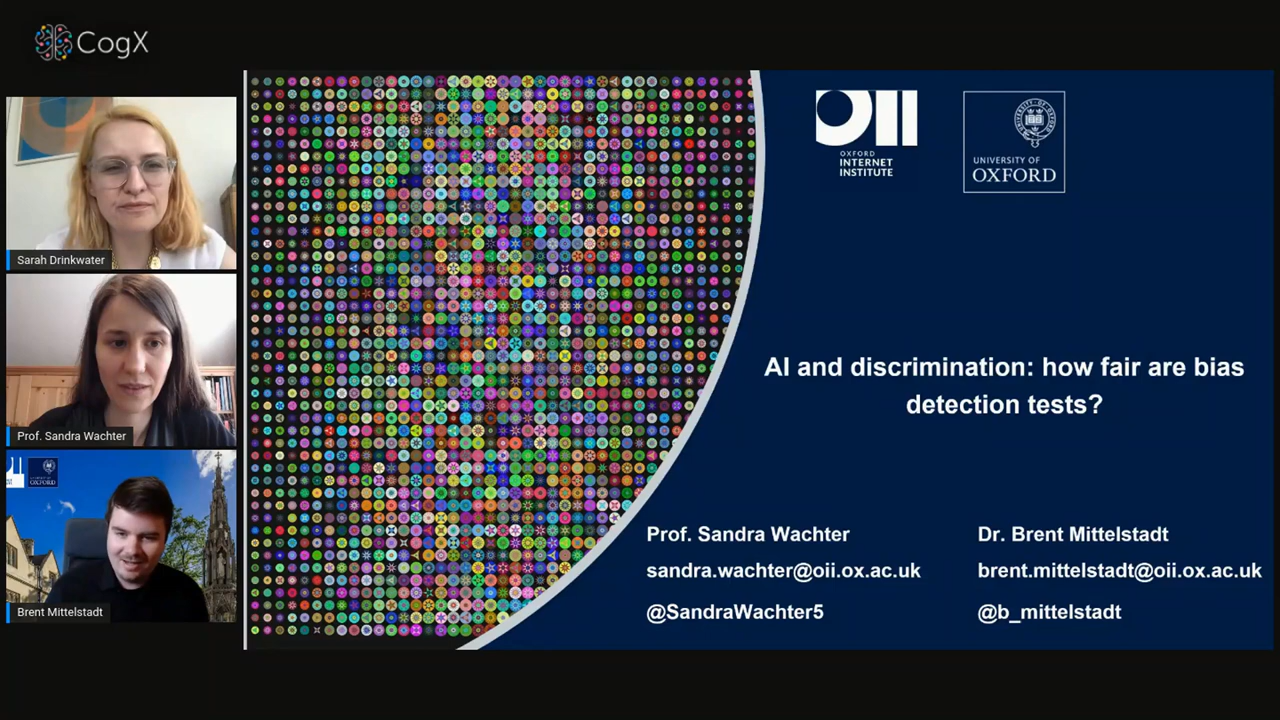 CogX
Sarah Drinkwater
Prof. Sandra Wachter
Brent Mittelstadt
OII
OXFORD
INTERNET
INSTITUTE
UNIVERSITY OF
OXFORD
AI and discrimination: how fair are bias
detection tests?
Prof. Sandra Wachter
sandra.wachter@oii.ox.ac.uk
@SandraWachter5
Dr. Brent Mittelstadt
brent.mittelstadt@oii.ox.ac.uk
@b_mittelstadt